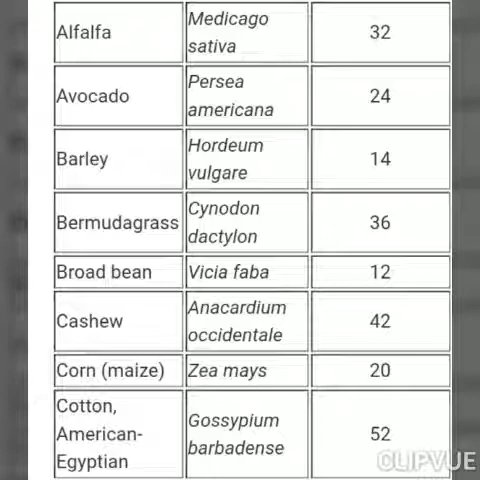 Alfalfa Medicago sativa 32
Avocado Persea americana 24
Barley Hordeum vulgare 14
Bermudagrass Cynodon dactylon 36
Broad bean Vicia faba 12
Cashew Anacardium occidentale 42
Corn (maize) Zea mays 20
Cotton, American-Egyptian Gossypium barbadense 52
CLIPVUE